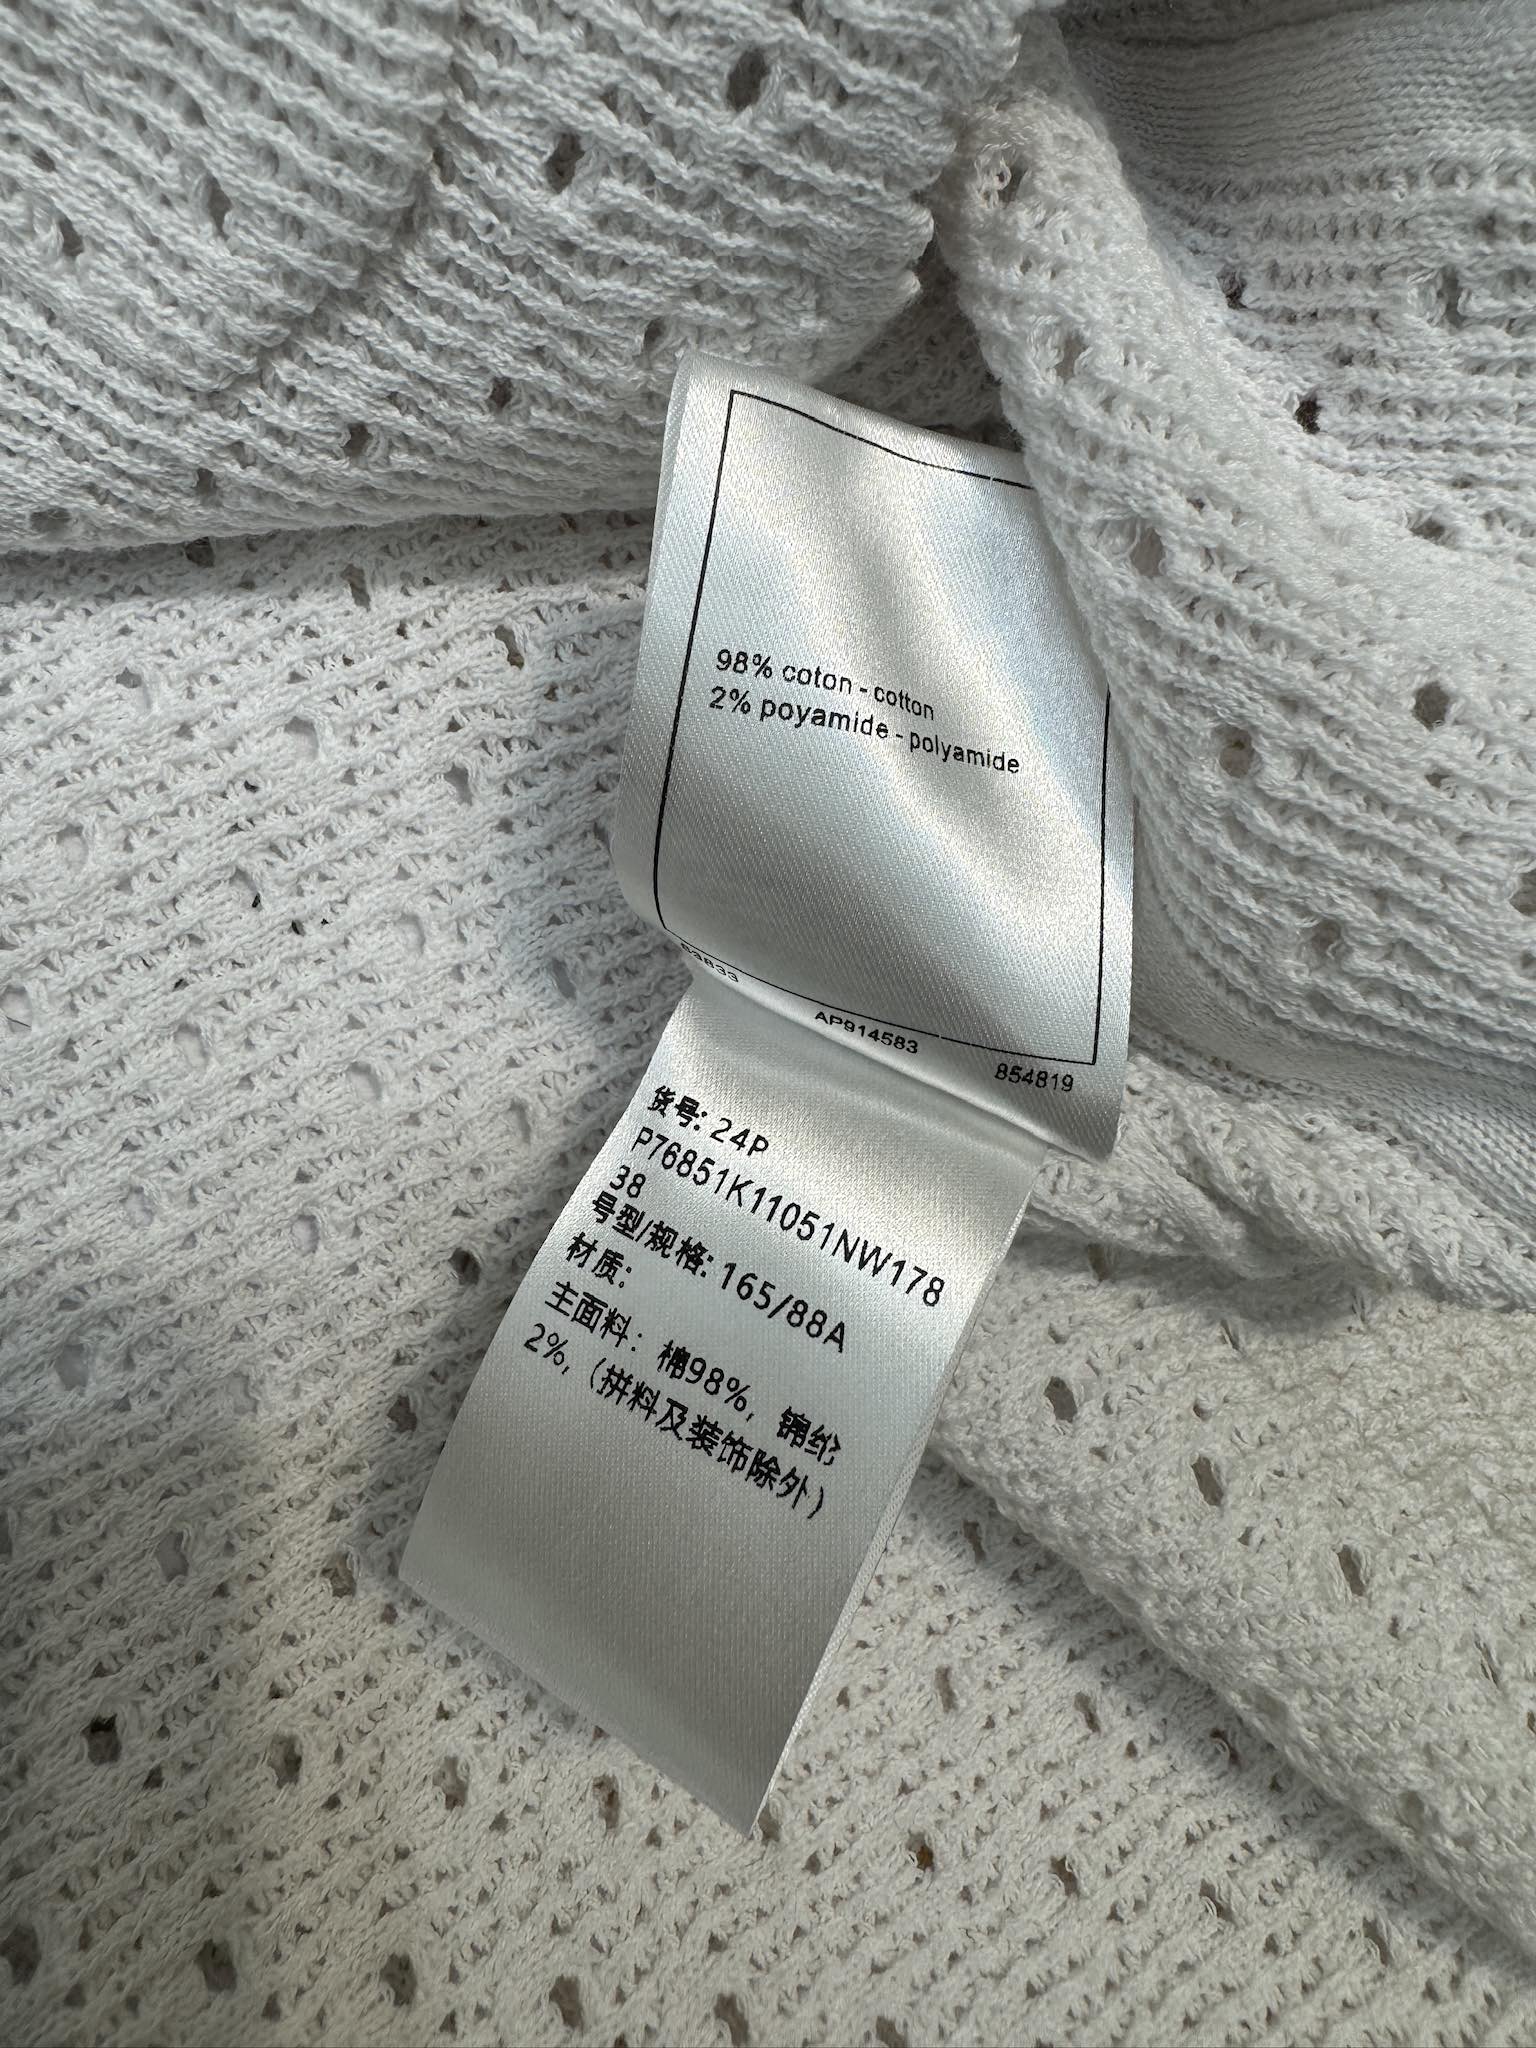 98% coton - cotton
2% poyamide - polyamide
AP914583
854819
货号: 24P
P76851K11051NW178
38
号型/规格: 165/88A
材质:
主面料: 棉98%, 锦纶
2%, (拼料及装饰除外)